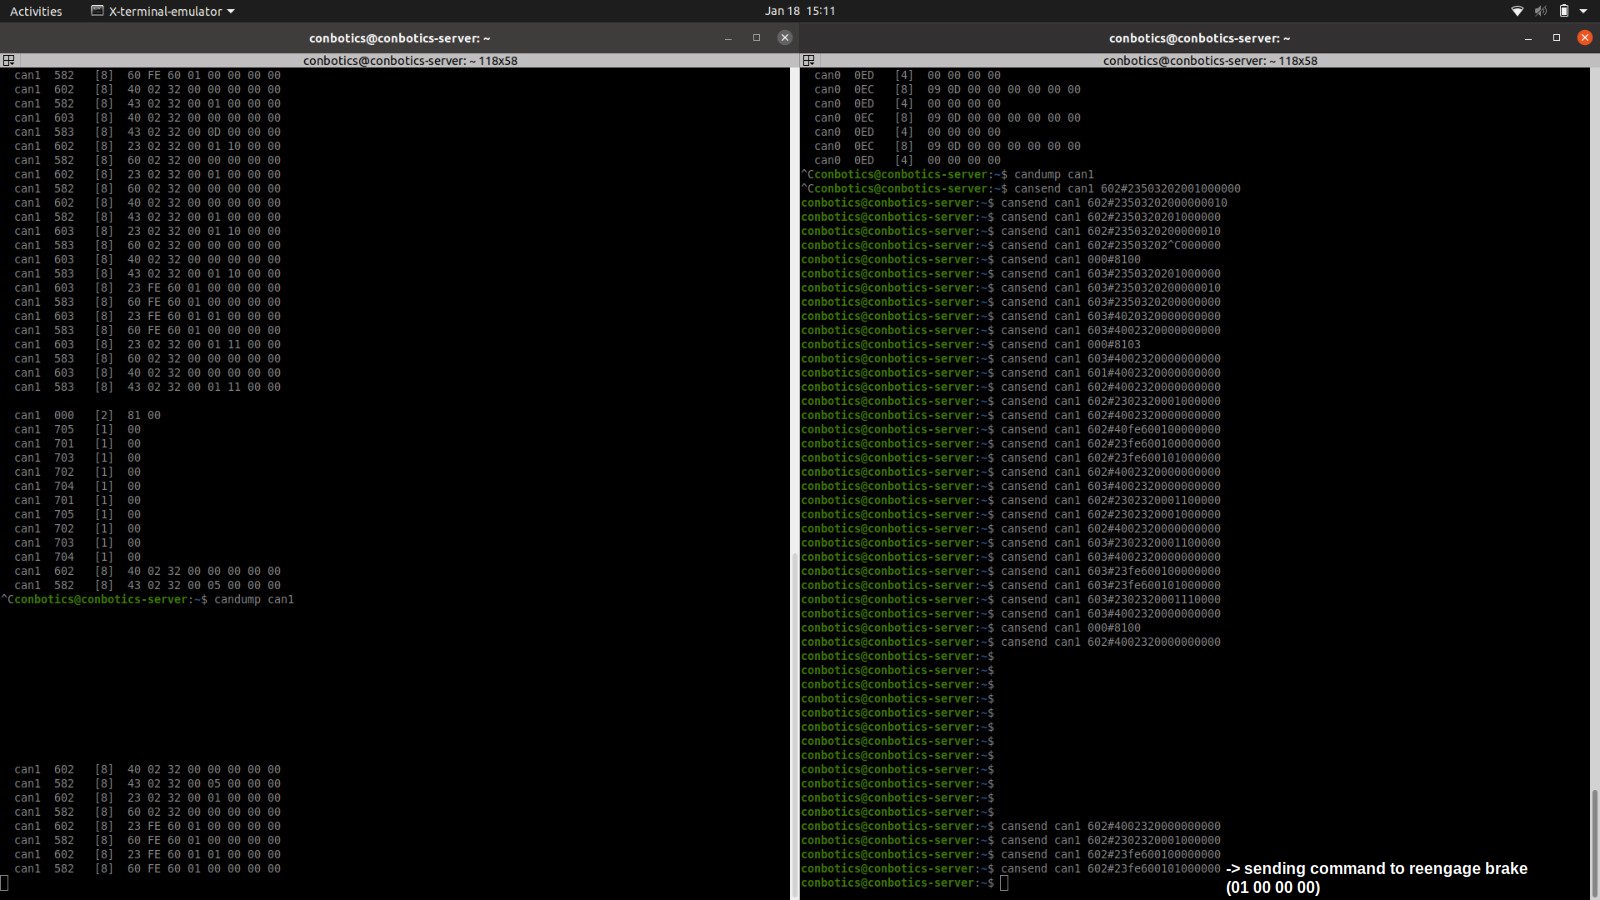 Activities
X-terminal-emulator
Jan 18 15:11
conbotics@conbotics-server: ~
conbotics@conbotics-server: ~ 118x58
can1 582 [8] 60 FE 60 01 00 00 00 00
can1 602 [8] 40 02 32 00 00 00 00 00
can1 582 [8] 43 02 32 00 01 00 00 00
can1 603 [8] 40 02 32 00 00 00 00 00
can1 583 [8] 43 02 32 00 0D 00 00 00
can1 602 [8] 23 02 32 00 01 10 00 00
can1 582 [8] 60 02 32 00 00 00 00 00
can1 602 [8] 23 02 32 00 01 00 00 00
can1 582 [8] 60 02 32 00 00 00 00 00
can1 602 [8] 40 02 32 00 00 00 00 00
can1 582 [8] 43 02 32 00 01 00 00 00
can1 603 [8] 23 02 32 00 01 10 00 00
can1 583 [8] 60 02 32 00 00 00 00 00
can1 603 [8] 40 02 32 00 00 00 00 00
can1 583 [8] 43 02 32 00 01 10 00 00
can1 603 [8] 23 FE 60 01 00 00 00 00
can1 583 [8] 60 FE 60 01 00 00 00 00
can1 603 [8] 23 FE 60 01 01 00 00 00
can1 583 [8] 60 FE 60 01 00 00 00 00
can1 603 [8] 23 02 32 00 01 11 00 00
can1 583 [8] 60 02 32 00 00 00 00 00
can1 603 [8] 40 02 32 00 00 00 00 00
can1 583 [8] 43 02 32 00 01 11 00 00
can1 000 [2] 81 00
can1 705 [1] 00
can1 701 [1] 00
can1 703 [1] 00
can1 702 [1] 00
can1 704 [1] 00
can1 701 [1] 00
can1 705 [1] 00
can1 702 [1] 00
can1 703 [1] 00
can1 704 [1] 00
can1 602 [8] 40 02 32 00 00 00 00 00
can1 582 [8] 43 02 32 00 05 00 00 00
^Cconbotics@conbotics-server:~$ candump can1
can1 602 [8] 40 02 32 00 00 00 00 00
can1 582 [8] 43 02 32 00 05 00 00 00
can1 602 [8] 23 02 32 00 01 00 00 00
can1 582 [8] 60 02 32 00 00 00 00 00
can1 602 [8] 23 FE 60 01 00 00 00 00
can1 582 [8] 60 FE 60 01 00 00 00 00
can1 602 [8] 23 FE 60 01 01 00 00 00
can1 582 [8] 60 FE 60 01 00 00 00 00
conbotics@conbotics-server: ~
conbotics@conbotics-server: ~ 118x58
can0 0ED [4] 00 00 00 00
can0 0EC [8] 09 0D 00 00 00 00 00 00
can0 0ED [4] 00 00 00 00
can0 0EC [8] 09 0D 00 00 00 00 00 00
can0 0ED [4] 00 00 00 00
can0 0EC [8] 09 0D 00 00 00 00 00 00
can0 0ED [4] 00 00 00 00
^Cconbotics@conbotics-server:~$ candump can1
^Cconbotics@conbotics-server:~$ cansend can1 602#23503202001000000
conbotics@conbotics-server:~$ cansend can1 602#23503202000000010
conbotics@conbotics-server:~$ cansend can1 602#2350320201000000
conbotics@conbotics-server:~$ cansend can1 602#2350320200000010
conbotics@conbotics-server:~$ cansend can1 602#23503202^C000000
conbotics@conbotics-server:~$ cansend can1 000#8100
conbotics@conbotics-server:~$ cansend can1 603#2350320201000000
conbotics@conbotics-server:~$ cansend can1 603#2350320200000010
conbotics@conbotics-server:~$ cansend can1 603#2350320200000000
conbotics@conbotics-server:~$ cansend can1 603#4020320000000000
conbotics@conbotics-server:~$ cansend can1 603#4002320000000000
conbotics@conbotics-server:~$ cansend can1 000#8103
conbotics@conbotics-server:~$ cansend can1 603#4002320000000000
conbotics@conbotics-server:~$ cansend can1 601#4002320000000000
conbotics@conbotics-server:~$ cansend can1 602#4002320000000000
conbotics@conbotics-server:~$ cansend can1 602#2302320001000000
conbotics@conbotics-server:~$ cansend can1 602#4002320000000000
conbotics@conbotics-server:~$ cansend can1 602#40fe600100000000
conbotics@conbotics-server:~$ cansend can1 602#23fe600100000000
conbotics@conbotics-server:~$ cansend can1 602#23fe600101000000
conbotics@conbotics-server:~$ cansend can1 602#4002320000000000
conbotics@conbotics-server:~$ cansend can1 603#4002320000000000
conbotics@conbotics-server:~$ cansend can1 602#2302320001100000
conbotics@conbotics-server:~$ cansend can1 602#2302320001000000
conbotics@conbotics-server:~$ cansend can1 602#4002320000000000
conbotics@conbotics-server:~$ cansend can1 603#2302320001100000
conbotics@conbotics-server:~$ cansend can1 603#4002320000000000
conbotics@conbotics-server:~$ cansend can1 603#23fe600100000000
conbotics@conbotics-server:~$ cansend can1 603#23fe600101000000
conbotics@conbotics-server:~$ cansend can1 603#2302320001110000
conbotics@conbotics-server:~$ cansend can1 603#4002320000000000
conbotics@conbotics-server:~$ cansend can1 000#8100
conbotics@conbotics-server:~$ cansend can1 602#4002320000000000
conbotics@conbotics-server:~$
conbotics@conbotics-server:~$
conbotics@conbotics-server:~$
conbotics@conbotics-server:~$
conbotics@conbotics-server:~$
conbotics@conbotics-server:~$
conbotics@conbotics-server:~$
conbotics@conbotics-server:~$
conbotics@conbotics-server:~$
conbotics@conbotics-server:~$
conbotics@conbotics-server:~$
conbotics@conbotics-server:~$
conbotics@conbotics-server:~$ cansend can1 602#4002320000000000
conbotics@conbotics-server:~$ cansend can1 602#2302320001000000
conbotics@conbotics-server:~$ cansend can1 602#23fe600100000000
conbotics@conbotics-server:~$ cansend can1 602#23fe600101000000 -> sending command to reengage brake
conbotics@conbotics-server:~$ (01 00 00 00)